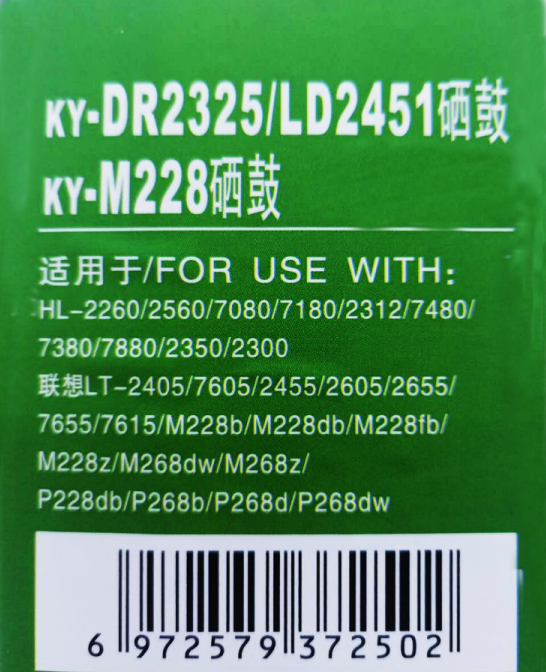 KY-DR2325/LD2451硒鼓
KY-M228硒鼓
适用于/FOR USE WITH:
HL-2260/2560/7080/7180/2312/7480/
7380/7880/2350/2300
联想LT-2405/7605/2455/2605/2655/
7655/7615/M228b/M228db/M228fb/
M228z/M268dw/M268z/
P228db/P268b/P268d/P268dw
6 972579 372502